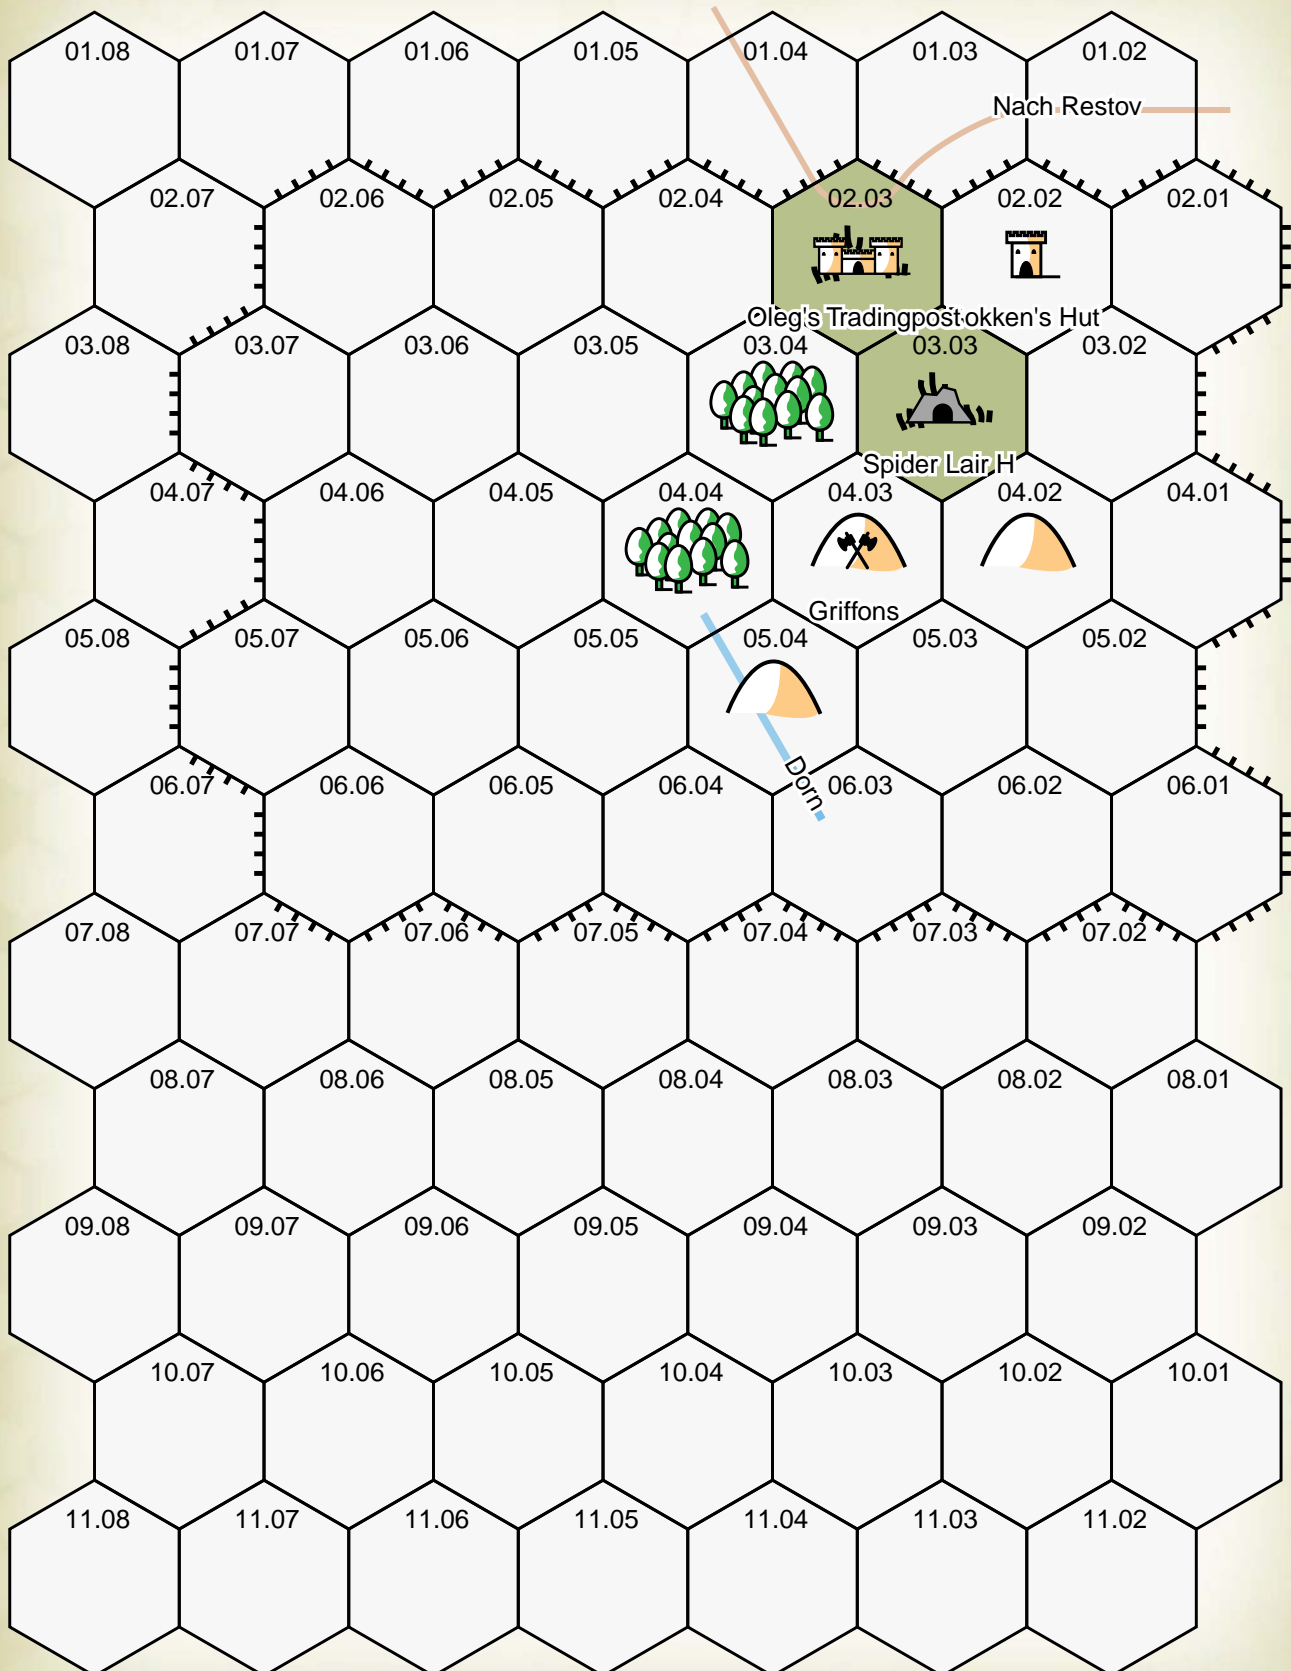 01.08 01.07 01.06 01.05 01.04 01.03 01.02
Nach Restov
02.07 02.06 02.05 02.04 02.03 02.02 02.01
Oleg's Tradingpost okken's Hut
03.08 03.07 03.06 03.05 03.04 03.03 03.02
Spider Lair H
04.07 04.06 04.05 04.04 04.03 04.02 04.01
Griffons
05.08 05.07 05.06 05.05 05.04 05.03 05.02
Dorn
06.07 06.06 06.05 06.04 06.03 06.02 06.01
07.08 07.07 07.06 07.05 07.04 07.03 07.02
08.07 08.06 08.05 08.04 08.03 08.02 08.01
09.08 09.07 09.06 09.05 09.04 09.03 09.02
10.07 10.06 10.05 10.04 10.03 10.02 10.01
11.08 11.07 11.06 11.05 11.04 11.03 11.02